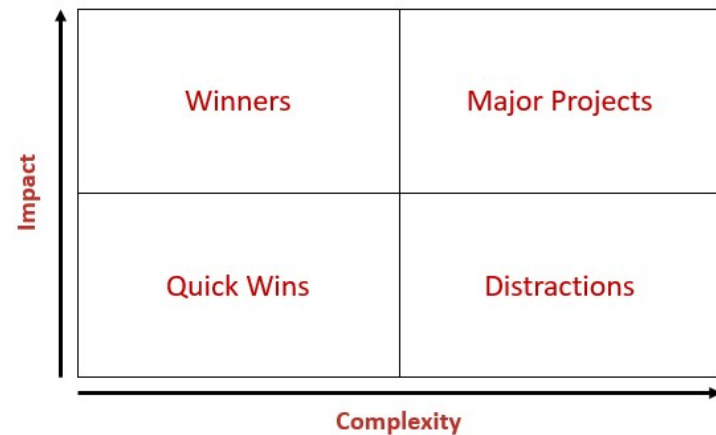 Winners
Major Projects
Impact
Quick Wins
Distractions
Complexity